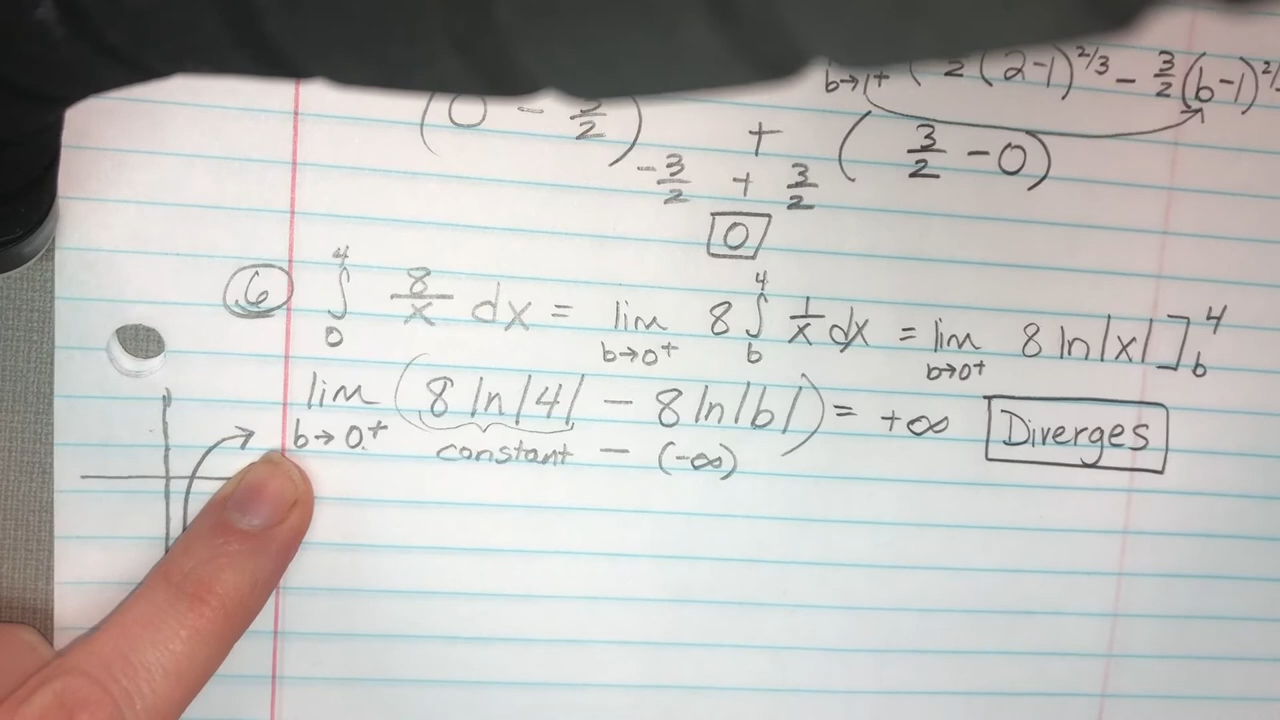 b→1⁺ ( 2(2-1)^2/3 - 3/2(b-1)^2/
(0 - 3/2) + (3/2 - 0)
-3/2 + 3/2
0
6 ∫₀⁴ 8/x dx = lim b→0⁺ 8 ∫_b^4 1/x dx = lim b→0⁺ 8 ln|x| ]_b^4
lim b→0⁺ (8 ln|4| - 8 ln|b|) = +∞ Diverges
constant - (-∞)